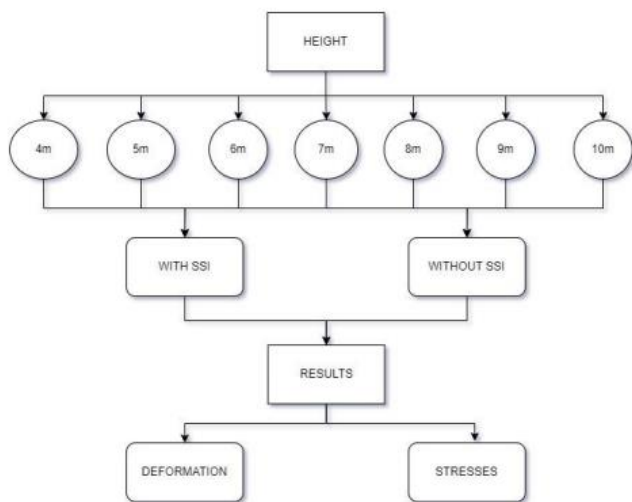 HEIGHT
4m
5m
6m
7m
8m
9m
10m
WITH SSI
WITHOUT SSI
RESULTS
DEFORMATION
STRESSES